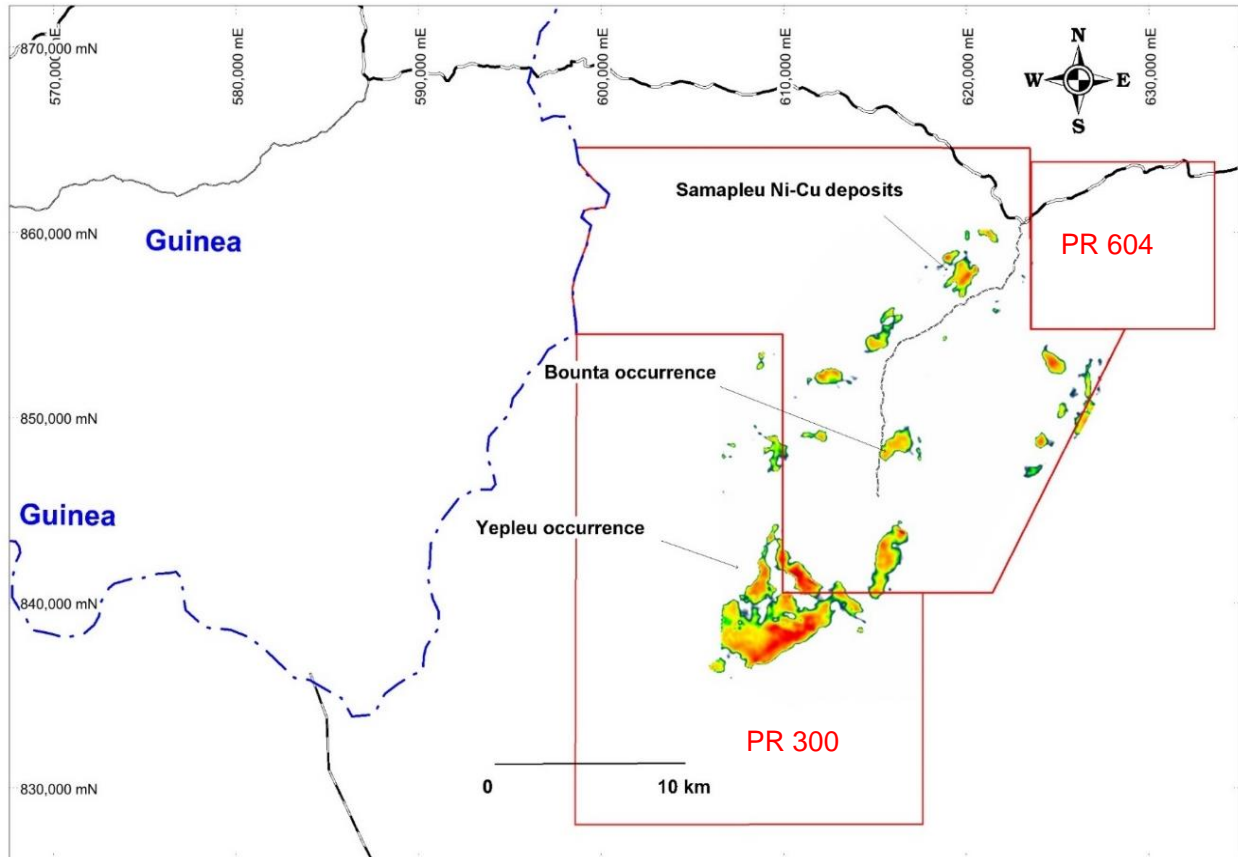 870,000 mN
570,000 mE
580,000 mE
590,000 mE
600,000 mE
610,000 mE
620,000 mE
630,000 mE
N
W
E
S
Samapleu Ni-Cu deposits
860,000 mN
Guinea
PR 604
Bounta occurrence
850,000 mN
Guinea
Yepleu occurrence
840,000 mN
PR 300
830,000 mN
0
10 km